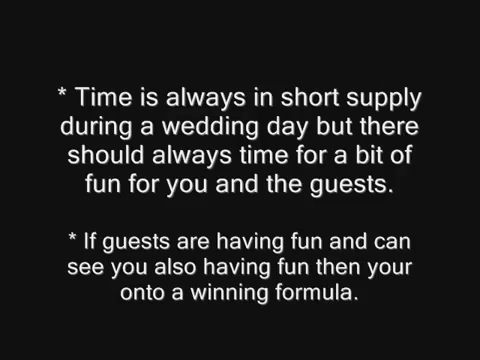 * Time is always in short supply
during a wedding day but there
should always time for a bit of
fun for you and the guests.
* If guests are having fun and can
see you also having fun then your
onto a winning formula.